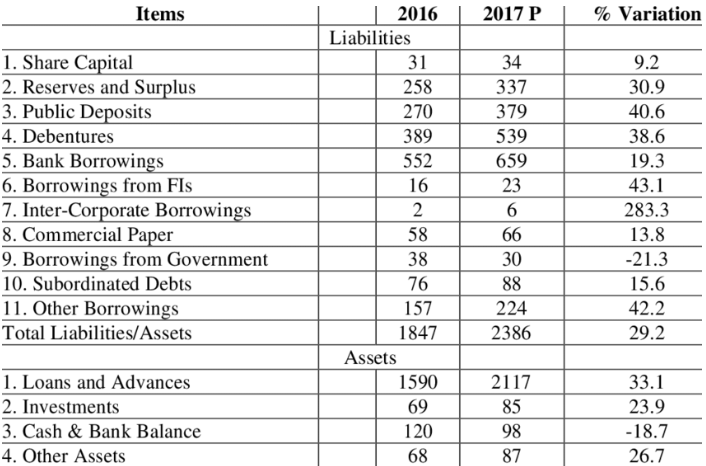 Items 2016 2017 P % Variation
Liabilities
1. Share Capital 31 34 9.2
2. Reserves and Surplus 258 337 30.9
3. Public Deposits 270 379 40.6
4. Debentures 389 539 38.6
5. Bank Borrowings 552 659 19.3
6. Borrowings from FIs 16 23 43.1
7. Inter-Corporate Borrowings 2 6 283.3
8. Commercial Paper 58 66 13.8
9. Borrowings from Government 38 30 -21.3
10. Subordinated Debts 76 88 15.6
11. Other Borrowings 157 224 42.2
Total Liabilities/Assets 1847 2386 29.2
Assets
1. Loans and Advances 1590 2117 33.1
2. Investments 69 85 23.9
3. Cash & Bank Balance 120 98 -18.7
4. Other Assets 68 87 26.7